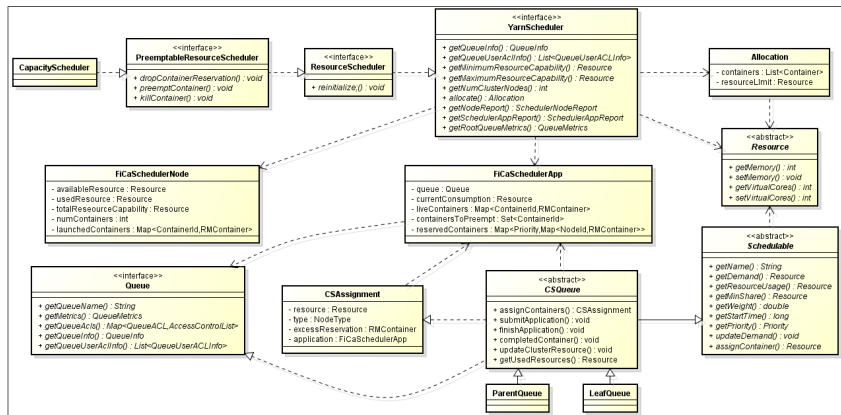 CapacityScheduler
<<interface>>
PreemptableResourceScheduler
+ dropContainerReservation() : void
+ preemptContainer() : void
+ killContainer() : void
<<interface>>
ResourceScheduler
+ reinitialize;() : void
<<interface>>
YarnScheduler
+ getQueueInfo() : QueueInfo
+ getQueueUserAclInfo() : List<QueueUserACLInfo>
+ getMinimumResourceCapability() : Resource
+ getMaximumResourceCapability() : Resource
+ getNumClusterNodes() : int
+ allocate() : Allocation
+ getNodeReport() : SchedulerNodeReport
+ getSchedulerAppReport() : SchedulerAppReport
+ getRootQueueMetrics() : QueueMetrics
Allocation
- containers : List<Container>
- resourceLimit : Resource
<<abstract>>
Resource
+ getMemory() : int
+ setMemory() : void
+ getVirtualCores() : int
+ setVirtualCores() : int
FiCaSchedulerNode
- availableResource : Resource
- usedResource : Resource
- totalReseourceCapability : Resource
- numContainers : int
- launchedContainers : Map<ContainerId,RMContainer>
FiCaSchedulerApp
- queue : Queue
- currentConsumption : Resource
- liveContainers : Map<ContainerId,RMContainer>
- containersToPreempt : Set<ContainerId>
- reservedContainers : Map<Priority,Map<NodeId,RMContainer>>
<<abstract>>
Schedulable
+ getName() : String
+ getDemand() : Resource
+ getResourceUsage() : Resource
+ getMinShare() : Resource
+ getWeight() : double
+ getStartTime() : long
+ getPriority() : Priority
+ updateDemand() : void
+ assignContainer() : Resource
<<interface>>
Queue
+ getQueueName() : String
+ getMetrics() : QueueMetrics
+ getQueueAcls() : Map<QueueACL,AccessControlList>
+ getQueueInfo() : QueueInfo
+ getQueueUserAclInfo() : List<QueueUserACLInfo>
CSAssignment
- resource : Resource
- type : NodeType
- excessReservation : RMContainer
- application : FiCaSchedulerApp
<<abstract>>
CSQueue
+ assignContainers() : CSAssignment
+ submitApplication() : void
+ finishApplication() : void
+ completedContainer() : void
+ updateClusterResource() : void
+ getUsedResources() : Resource
ParentQueue
LeafQueue